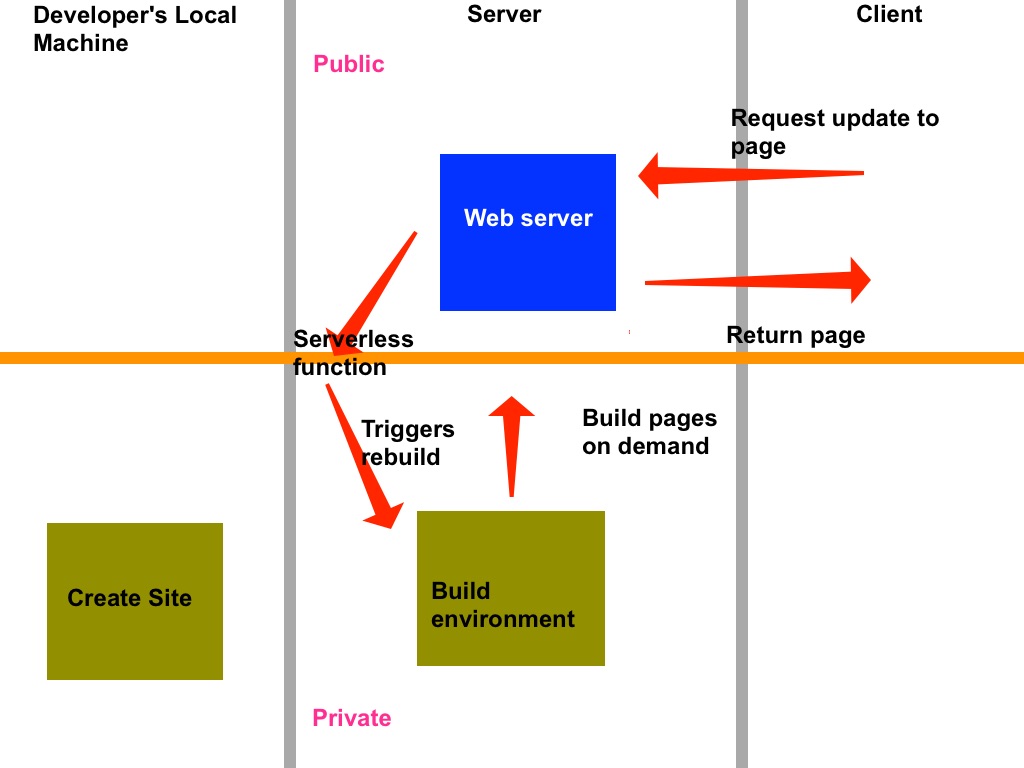 Developer's Local
Machine
Server
Client
Public
Request update to
page
Web server
Serverless
function
Return page
Triggers
rebuild
Build pages
on demand
Create Site
Build
environment
Private